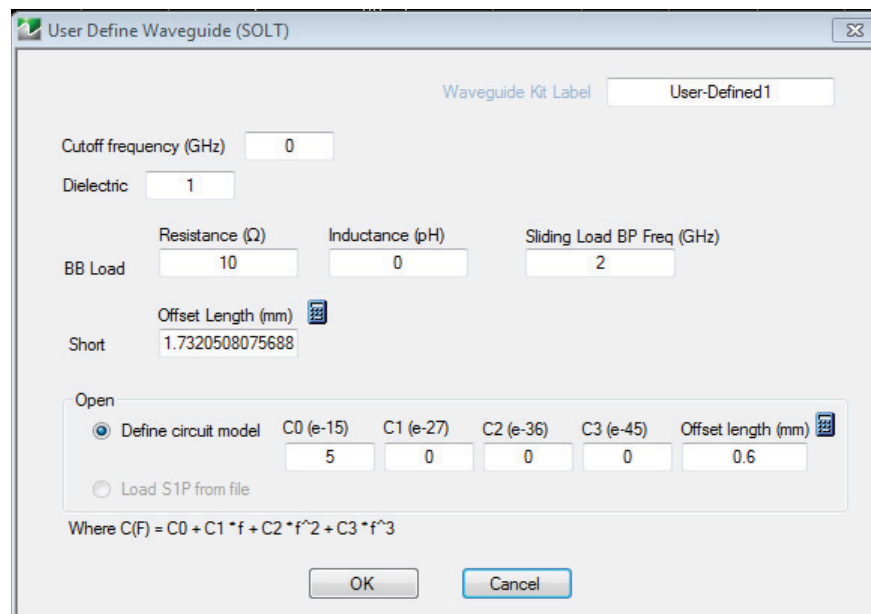 User Define Waveguide (SOLT)
Waveguide Kit Label User-Defined1
Cutoff frequency (GHz) 0
Dielectric 1
Resistance (Ω) Inductance (pH) Sliding Load BP Freq (GHz)
BB Load 10 0 2
Offset Length (mm)
Short 1.7320508075688
Open
Define circuit model C0 (e-15) C1 (e-27) C2 (e-36) C3 (e-45) Offset length (mm)
5 0 0 0 0.6
Load S1P from file
Where C(F) = C0 + C1 * f + C2 * f^2 + C3 * f^3
OK Cancel